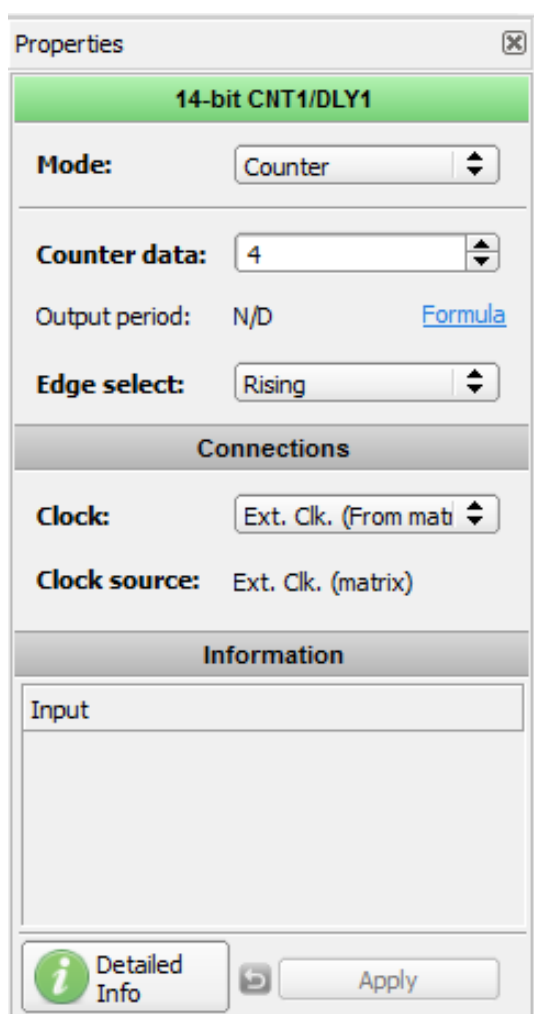 Properties
14-bit CNT1/DLY1
Mode: Counter
Counter data: 4
Output period: N/D Formula
Edge select: Rising
Connections
Clock: Ext. Clk. (From mat
Clock source: Ext. Clk. (matrix)
Information
Input
Detailed
Info
Apply